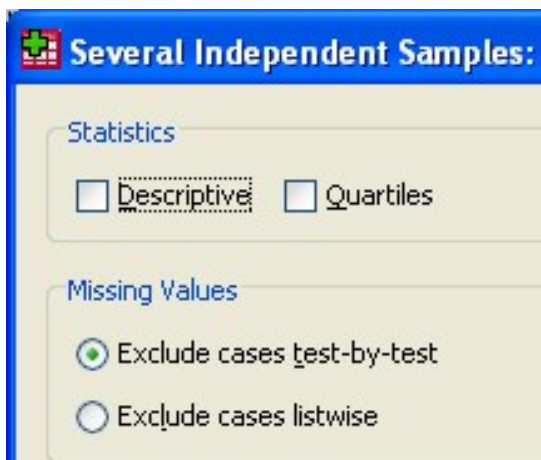 Several Independent Samples:
Statistics
Descriptive Quartiles
Missing Values
Exclude cases test-by-test
Exclude cases listwise